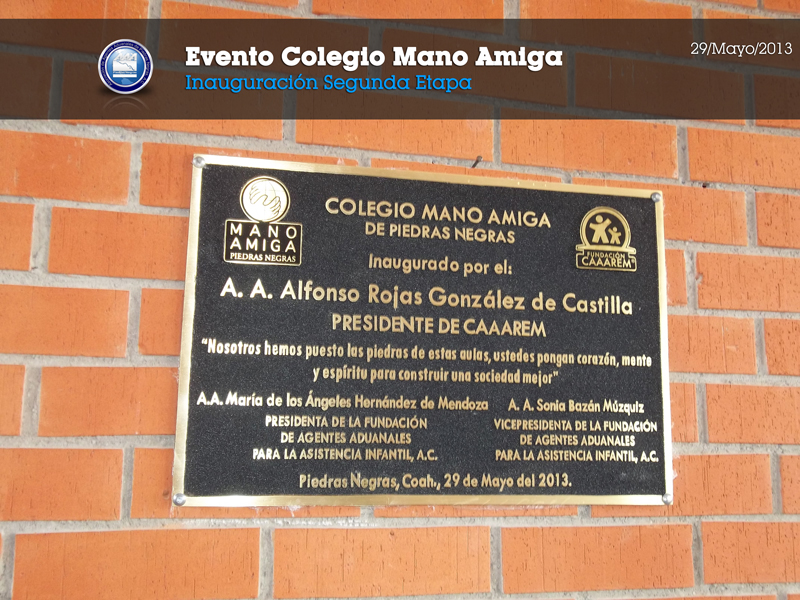 Evento Colegio Mano Amiga
Inauguración Segunda Etapa
29/Mayo/2013
MANO
AMIGA
PIEDRAS NEGRAS
COLEGIO MANO AMIGA
DE PIEDRAS NEGRAS
FUNDACIÓN
CAAAREM
Inaugurado por el:
A. A. Alfonso Rojas González de Castilla
PRESIDENTE DE CAAAREM
"Nosotros hemos puesto las piedras de estas aulas, ustedes pongan corazón, mente
y espíritu para construir una sociedad mejor"
A.A. María de los Ángeles Hernández de Mendoza
PRESIDENTA DE LA FUNDACIÓN
DE AGENTES ADUANALES
PARA LA ASISTENCIA INFANTIL, A.C.
A. A. Sonia Bazán Múzquiz
VICEPRESIDENTA DE LA FUNDACIÓN
DE AGENTES ADUANALES
PARA LA ASISTENCIA INFANTIL, A.C.
Piedras Negras, Coah., 29 de Mayo del 2013.